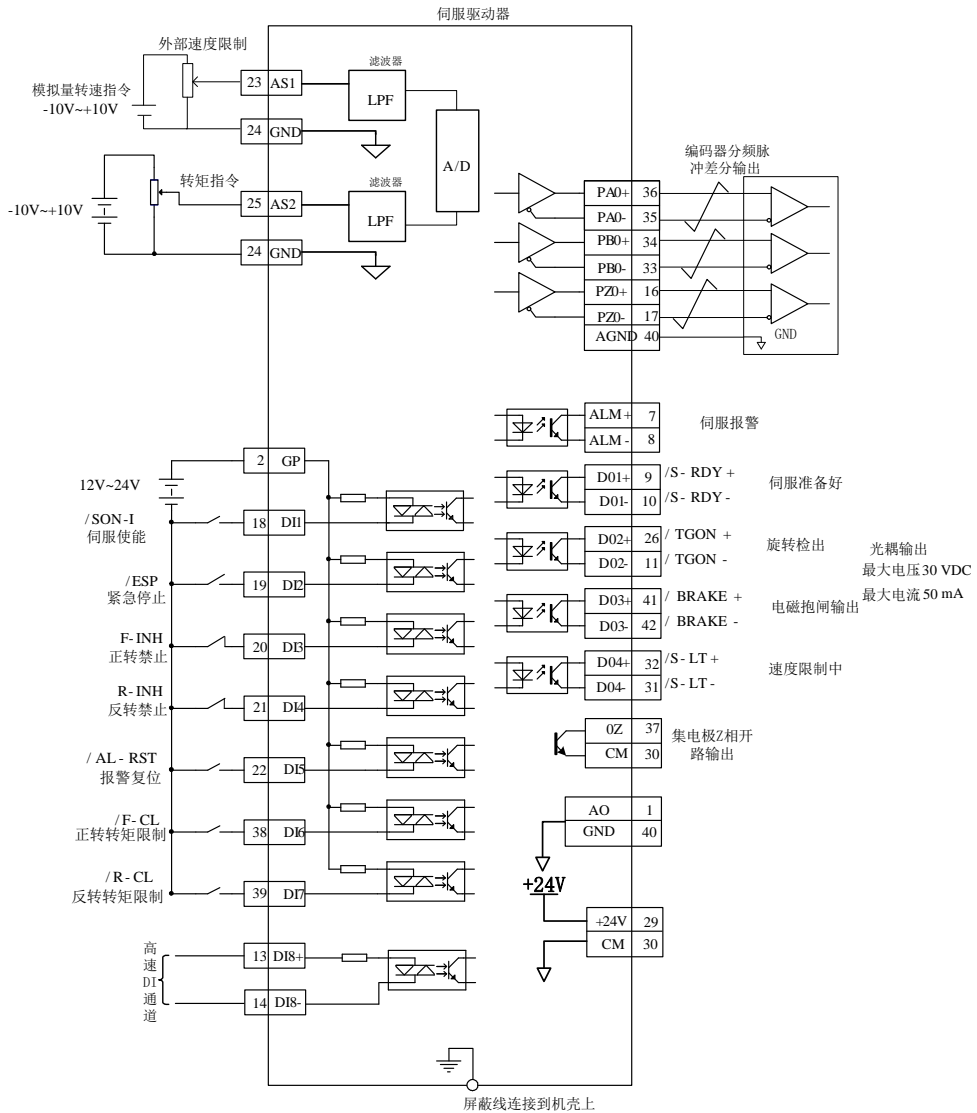 伺服驱动器
外部速度限制
模拟量转速指令
-10V~+10V
23 AS1
滤波器
LPF
24 GND
A/D
转矩指令
-10V~+10V
25 AS2
滤波器
LPF
24 GND
编码器分频脉
冲差分输出
PA0+ 36
PA0- 35
PB0+ 34
PB0- 33
PZ0+ 16
PZ0- 17
AGND 40
GND
ALM+ 7
ALM- 8
伺服报警
D01+ 9 /S-RDY+
D01- 10 /S-RDY-
伺服准备好
D02+ 26 / TGON +
D02- 11 / TGON -
旋转检出
光耦输出
最大电压30 VDC
最大电流50 mA
D03+ 41 / BRAKE +
D03- 42 / BRAKE -
电磁抱闸输出
D04+ 32 /S-LT+
D04- 31 /S-LT-
速度限制中
0Z 37
CM 30
集电极Z相开
路输出
AO 1
GND 40
+24V
+24V 29
CM 30
2 GP
12V~24V
/SON-I
伺服使能
18 DI1
/ESP
紧急停止
19 DI2
F-INH
正转禁止
20 DI3
R-INH
反转禁止
21 DI4
/AL-RST
报警复位
22 DI5
/F-CL
正转转矩限制
38 DI6
/R-CL
反转转矩限制
39 DI7
高
速
DI
通
道
13 DI8+
14 DI8-
屏蔽线连接到机壳上